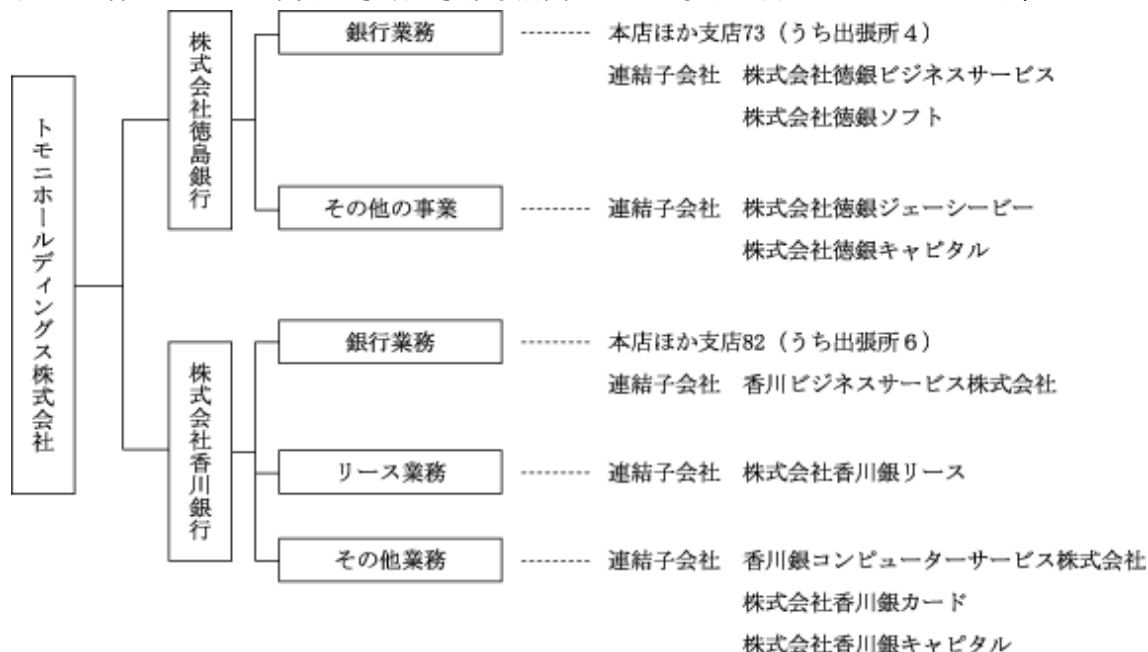 トモニホールディングス株式会社
株式会社徳島銀行
銀行業務 本店ほか支店73（うち出張所４）
連結子会社 株式会社徳銀ビジネスサービス
株式会社徳銀ソフト
その他の事業 連結子会社 株式会社徳銀ジェーシービー
株式会社徳銀キャピタル
株式会社香川銀行
銀行業務 本店ほか支店82（うち出張所６）
連結子会社 香川ビジネスサービス株式会社
リース業務 連結子会社 株式会社香川銀リース
その他業務 連結子会社 香川銀コンピューターサービス株式会社
株式会社香川銀カード
株式会社香川銀キャピタル